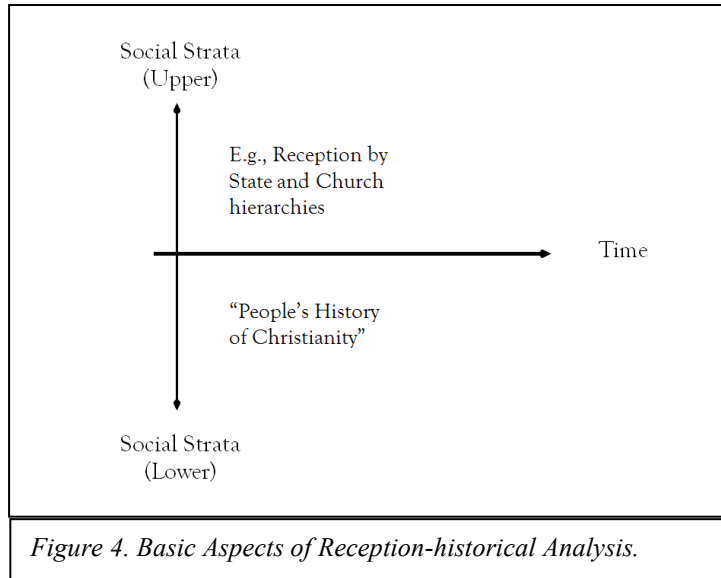 Social Strata
(Upper)
E.g., Reception by
State and Church
hierarchies
Time
“People’s History
of Christianity”
Social Strata
(Lower)
Figure 4. Basic Aspects of Reception-historical Analysis.